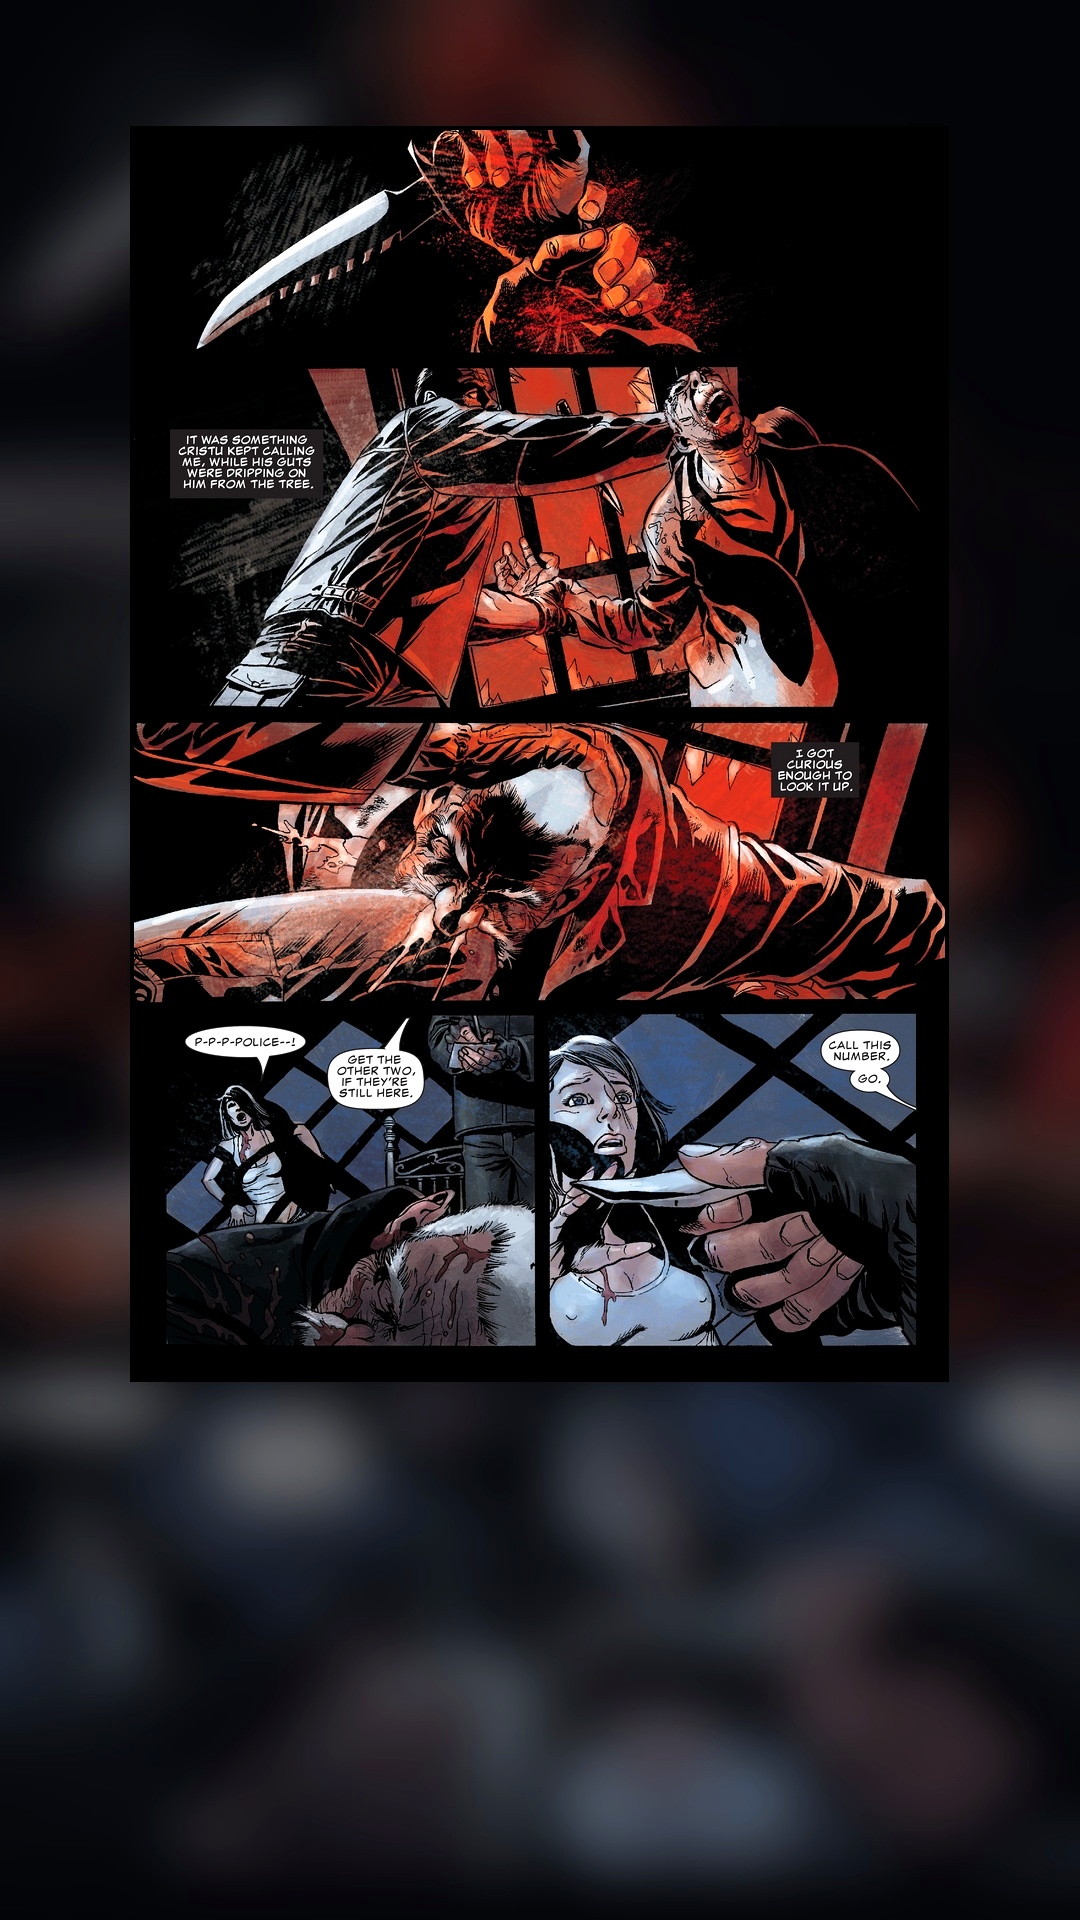 IT WAS SOMETHING
CRISTU KEPT CALLING
ME, WHILE HIS GUTS
WERE DRIPPING ON
HIM FROM THE TREE.
I GOT
CURIOUS
ENOUGH TO
LOOK IT UP.
P-P-P-POLICE--!
GET THE
OTHER TWO,
IF THEY'RE
STILL HERE.
CALL THIS
NUMBER.
GO.